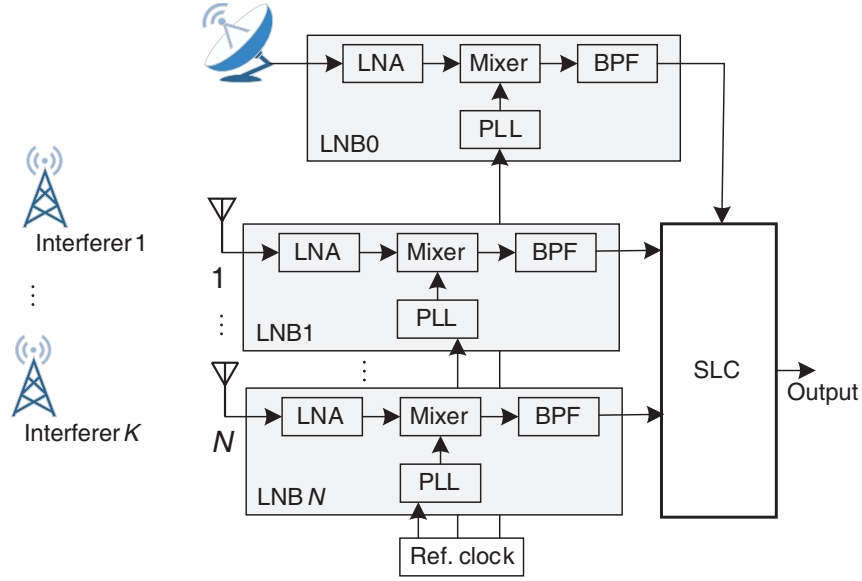 LNA
Mixer
BPF
PLL
LNB0
Interferer 1
1
LNA
Mixer
BPF
PLL
LNB1
Interferer K
N
LNA
Mixer
BPF
PLL
LNB N
SLC
Output
Ref. clock